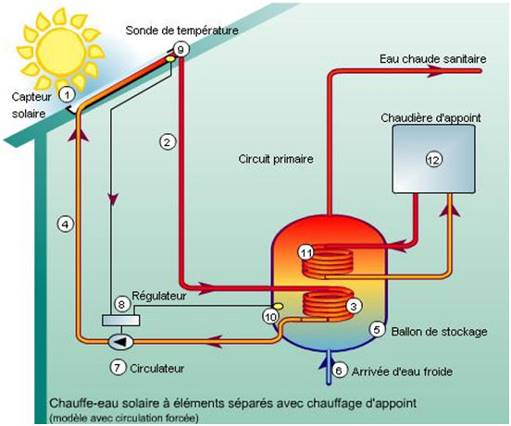 Sonde de température
9
Eau chaude sanitaire
Capteur
solaire
1
Chaudière d'appoint
2
Circuit primaire
12
4
11
3
8
Régulateur
10
5
Ballon de stockage
7
Circulateur
6
Arrivée d'eau froide
Chauffe-eau solaire à éléments séparés avec chauffage d'appoint
(modèle avec circulation forcée)